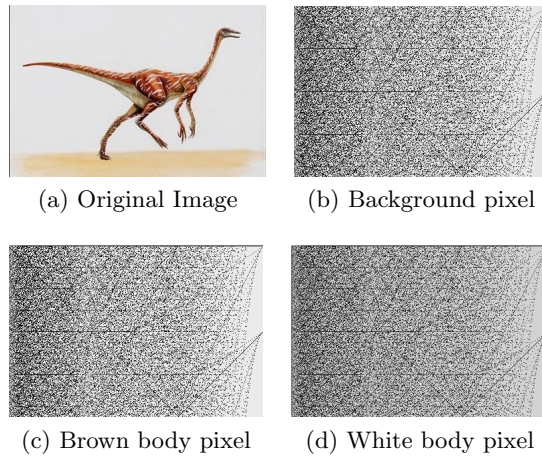 (a) Original Image
(b) Background pixel
(c) Brown body pixel
(d) White body pixel